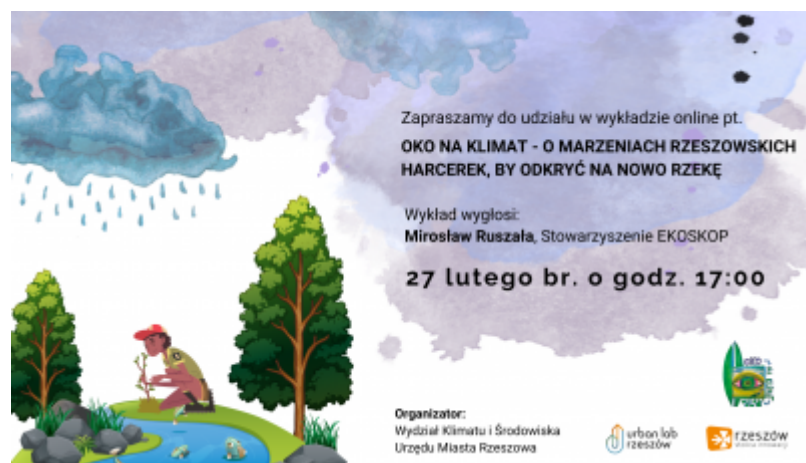 Zapraszamy do udziału w wykładzie online pt.
OKO NA KLIMAT - O MARZENIACH RZESZOWSKICH
HARCEREK, BY ODKRYĆ NA NOWO RZEKĘ
Wykład wygłosi:
Mirosław Ruszała, Stowarzyszenie EKOSKOP
27 lutego br. o godz. 17:00
Organizator:
Wydział Klimatu i Środowiska
Urzędu Miasta Rzeszowa
urban lab
rzeszów
rzeszów